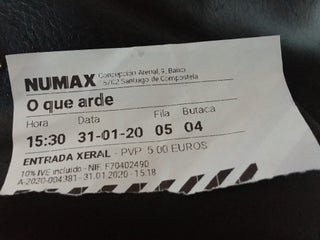 NUMAX Concepción Arenal, 9. Baixo
15702 Santiago de Compostela
O que arde
Hora Data Fila Butaca
15:30 31-01-20 05 04
ENTRADA XERAL - PVP: 5,00 EUROS
10% IVE incluído - NIF: F70402490
A-2020-004381 - 31.01.2020 - 15:18